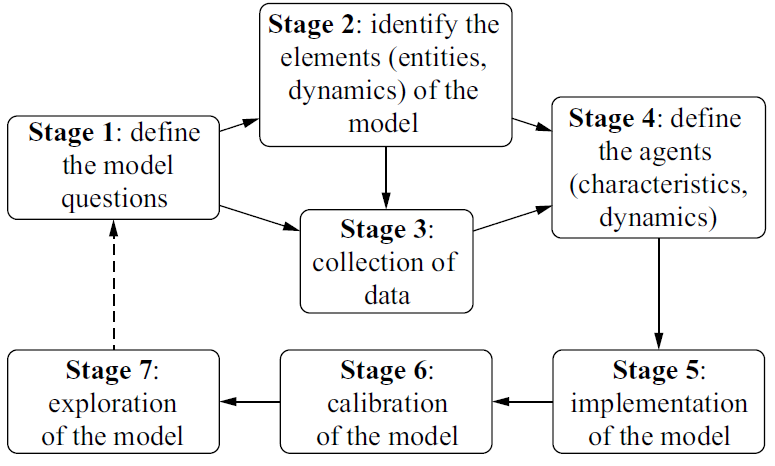 Stage 1: define
the model
questions
Stage 2: identify the
elements (entities,
dynamics) of the
model
Stage 3:
collection of
data
Stage 4: define
the agents
(characteristics,
dynamics)
Stage 5:
implementation
of the model
Stage 6:
calibration
of the model
Stage 7:
exploration
of the model